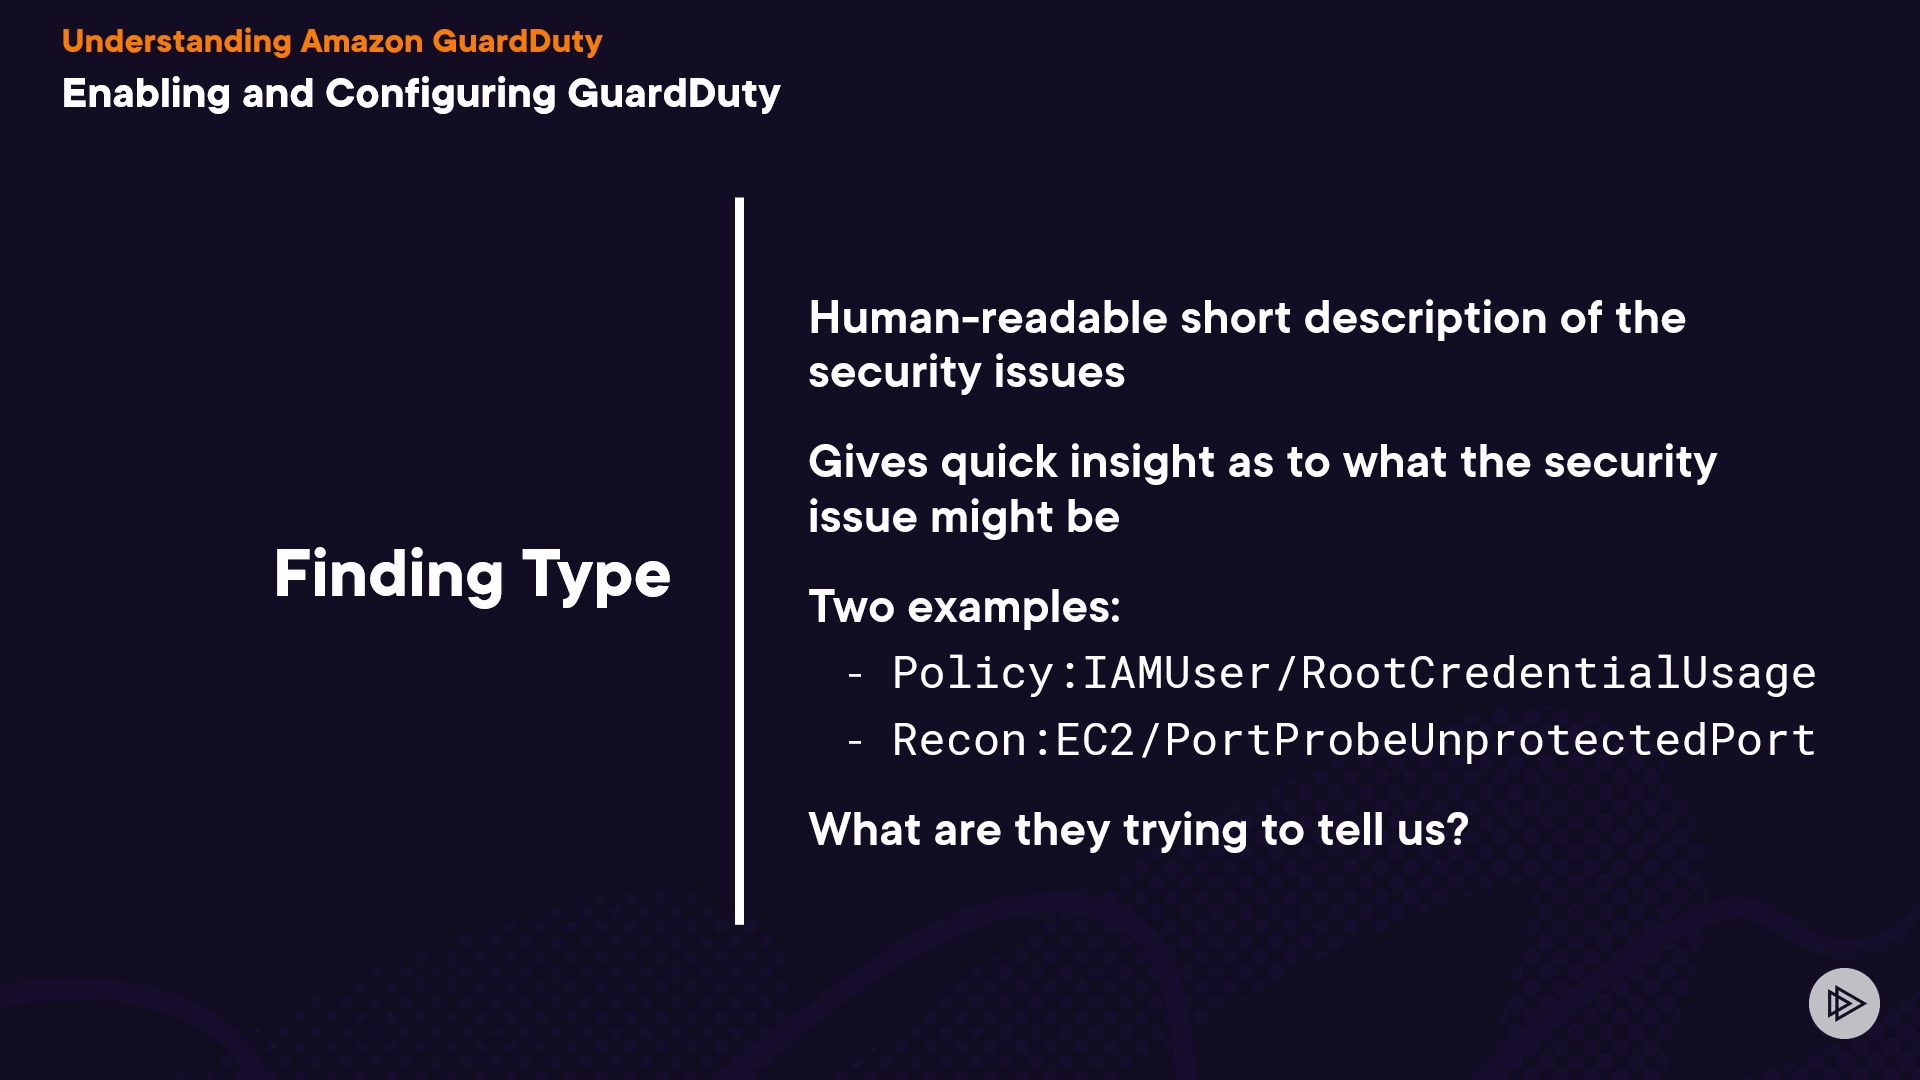 Understanding Amazon GuardDuty
Enabling and Configuring GuardDuty
Finding Type
Human-readable short description of the
security issues
Gives quick insight as to what the security
issue might be
Two examples:
- Policy:IAMUser/RootCredentialUsage
- Recon:EC2/PortProbeUnprotectedPort
What are they trying to tell us?